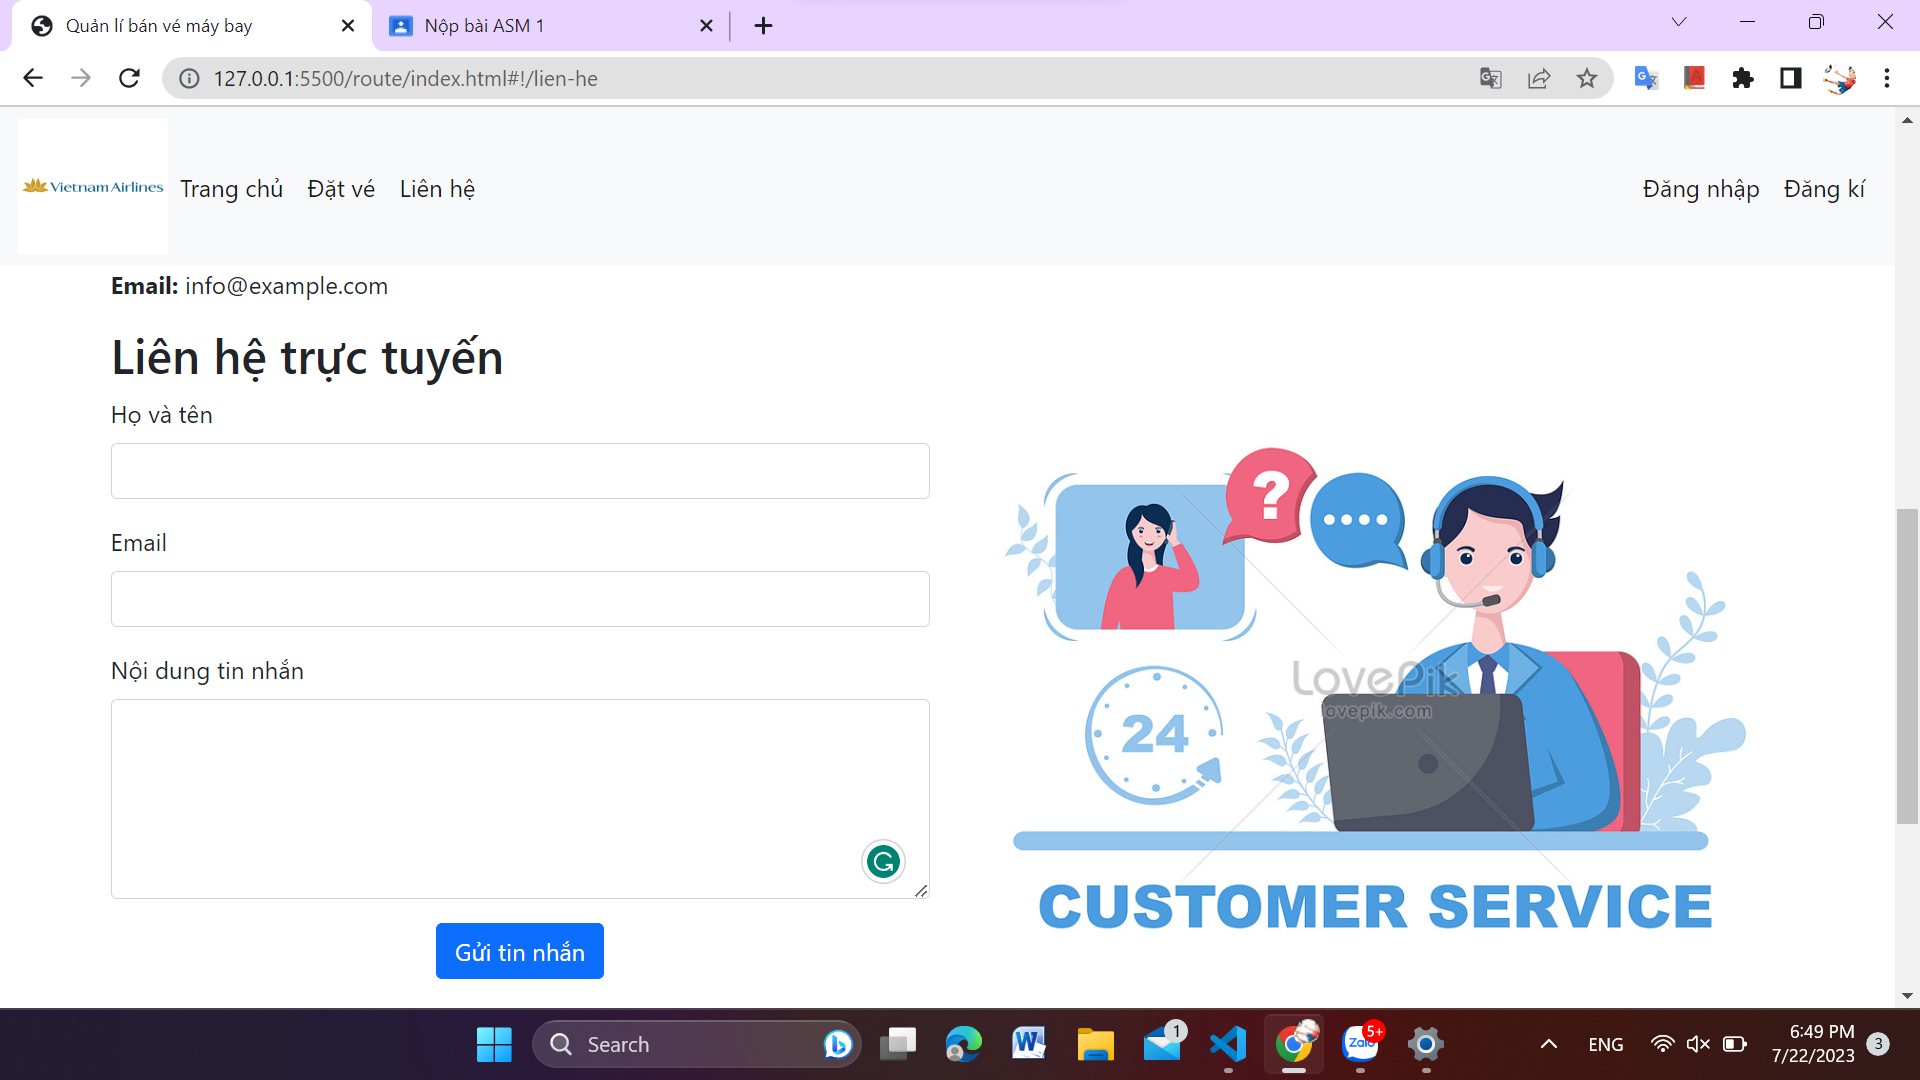 Quản lí bán vé máy bay
Nộp bài ASM 1
127.0.0.1:5500/route/index.html#!/lien-he
Vietnam Airlines
Trang chủ
Đặt vé
Liên hệ
Đăng nhập
Đăng kí
Email: info@example.com
Liên hệ trực tuyến
Họ và tên
Email
Nội dung tin nhắn
Gửi tin nhắn
?
24
LovePik
lovepik.com
CUSTOMER SERVICE
Search
1
Zalo
5+
ENG
6:49 PM
7/22/2023
3